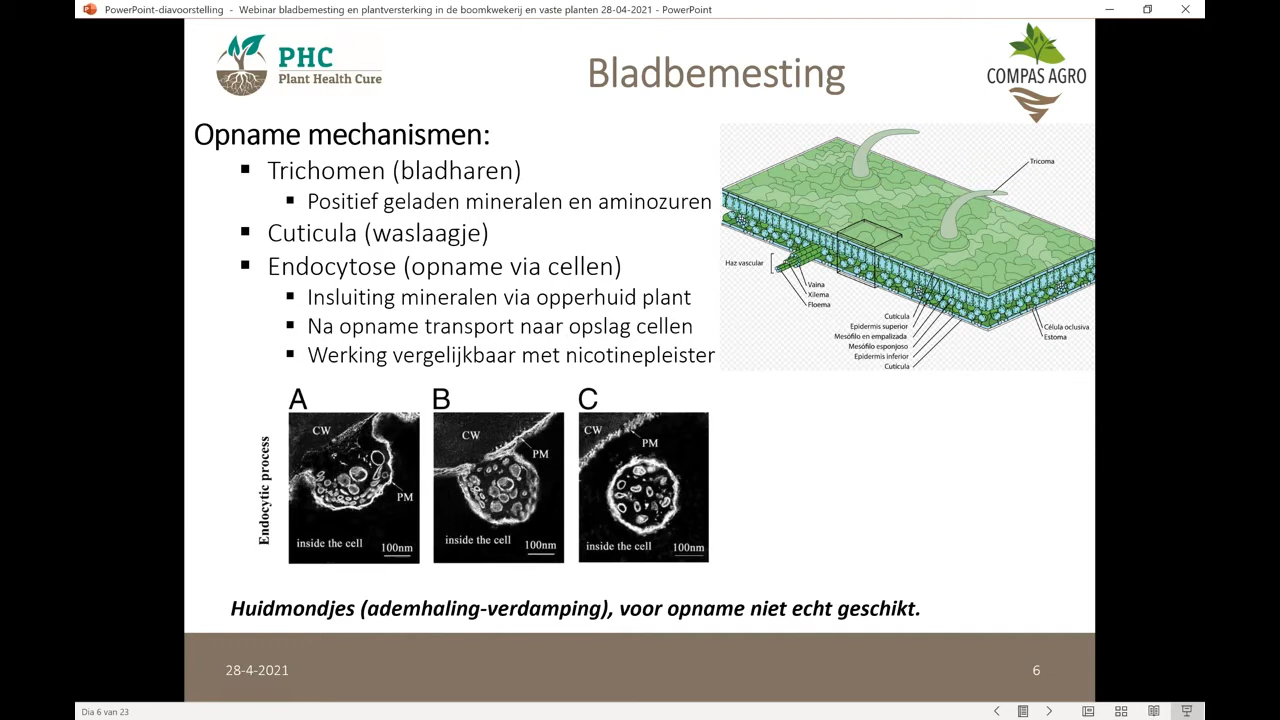 PowerPoint-diavoorstelling - Webinar bladbemesting en plantversterking in de boomkwekerij en vaste planten 28-04-2021 - PowerPoint
PHC
Plant Health Cure
Bladbemesting
COMPAS AGRO
Opname mechanismen:
Trichomen (bladharen)
Positief geladen mineralen en aminozuren
Cuticula (waslaagje)
Endocytose (opname via cellen)
Insluiting mineralen via opperhuid plant
Na opname transport naar opslag cellen
Werking vergelijkbaar met nicotinepleister
Tricoma
Haz vascular
Vaina
Xilema
Floema
Cutícula
Epidermis superior
Mesófilo en empalizada
Mesófilo esponjoso
Epidermis inferior
Cutícula
Célula oclusiva
Estoma
A
B
C
Endocytic process
CW
PM
inside the cell
100nm
CW
PM
inside the cell
100nm
CW
PM
inside the cell
100nm
Huidmondjes (ademhaling-verdamping), voor opname niet echt geschikt.
28-4-2021
6
Dia 6 van 23